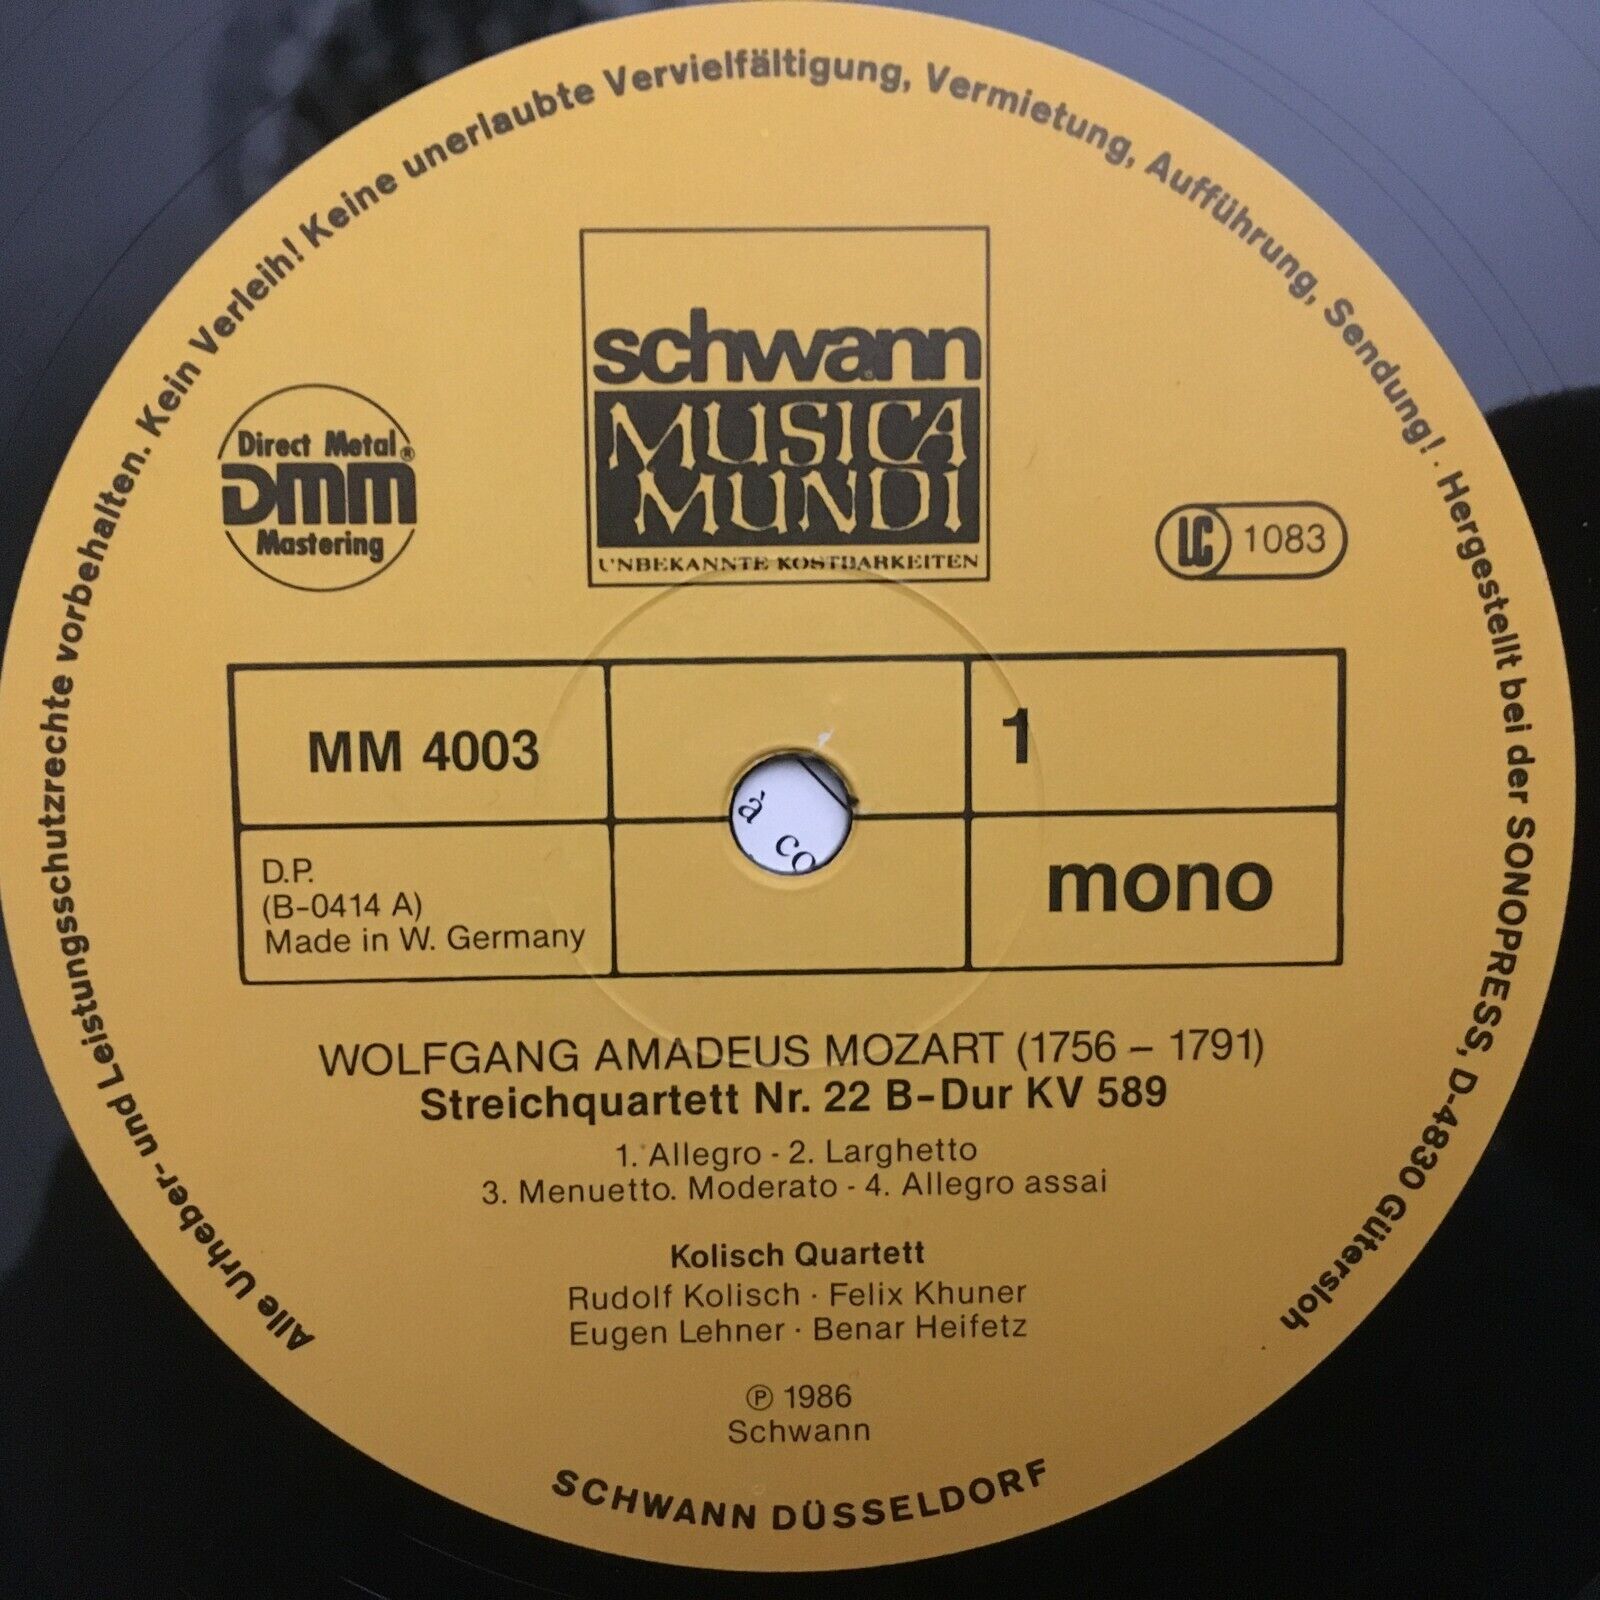 Alle Urheber- und Leistungsschutzrechte vorbehalten. Kein Verleih! Keine unerlaubte Vervielfältigung, Vermietung, Aufführung, Sendung! · Hergestellt bei der SONOPRESS, D-4830 Gütersloh
schwann
MUSICA
MUNDI
UNBEKANNTE KOSTBARKEITEN
Direct Metal ®
DMM
Mastering
LC 1083
MM 4003
1
D.P.
(B-0414 A)
Made in W. Germany
mono
à co
WOLFGANG AMADEUS MOZART (1756 – 1791)
Streichquartett Nr. 22 B-Dur KV 589
1. Allegro - 2. Larghetto
3. Menuetto. Moderato - 4. Allegro assai
Kolisch Quartett
Rudolf Kolisch · Felix Khuner
Eugen Lehner · Benar Heifetz
℗ 1986
Schwann
SCHWANN DÜSSELDORF